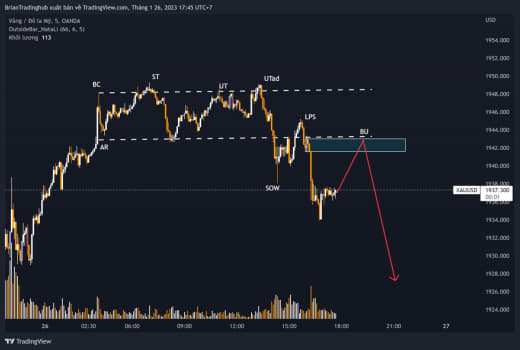 BrianTradinghub xuất bản về TradingView.com, Tháng 1 26, 2023 17:45 UTC+7
Vàng / Đô la Mỹ, 5, OANDA
OutsideBar_NataLi (66, 6, 5)
Khối lượng 113
USD
1954.000
1952.000
1950.000
BC
ST
UT
UTad
1948.000
1946.000
LPS
1944.000
BU
1942.000
AR
1940.000
SOW
1938.000
XAUUSD 1937.300
00:01
1936.000
1934.000
1932.000
1930.000
1928.000
1926.000
1924.000
26 02:30 06:00 09:00 12:00 15:00 18:00 21:00 27
TradingView